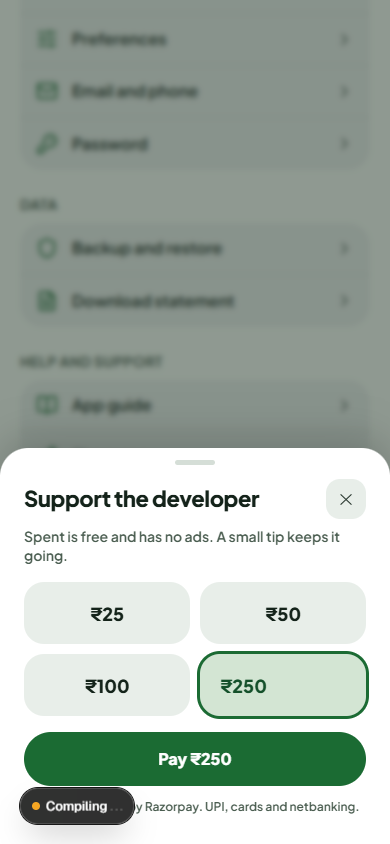 Preferences
Email and phone
Password
DATA
Backup and restore
Download statement
HELP AND SUPPORT
App guide
Support the developer
Spent is free and has no ads. A small tip keeps it
going.
₹25
₹50
₹100
₹250
Pay ₹250
Compiling ...
y Razorpay. UPI, cards and netbanking.